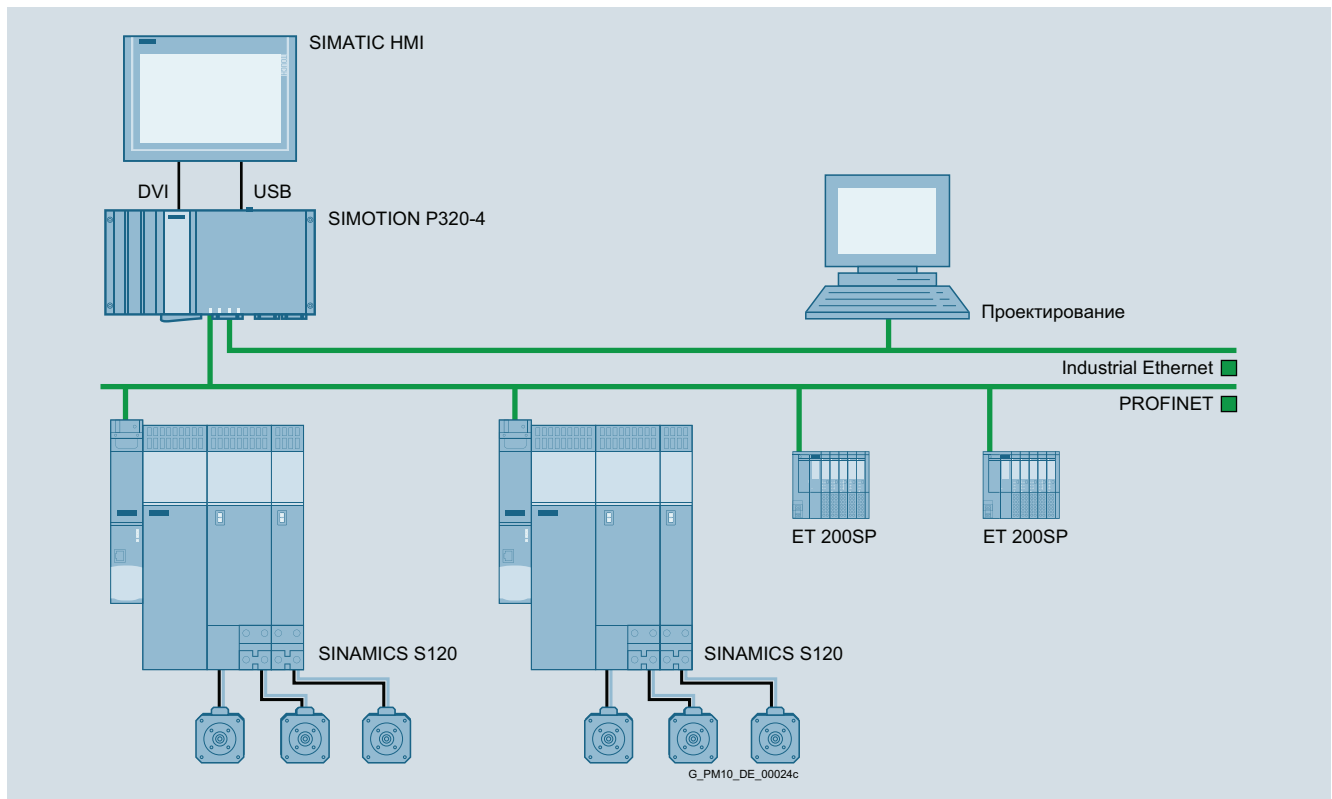 SIMATIC HMI
DVI
USB
SIMOTION P320-4
Проектирование
Industrial Ethernet
PROFINET
ET 200SP
ET 200SP
SINAMICS S120
SINAMICS S120
G_PM10_DE_00024c